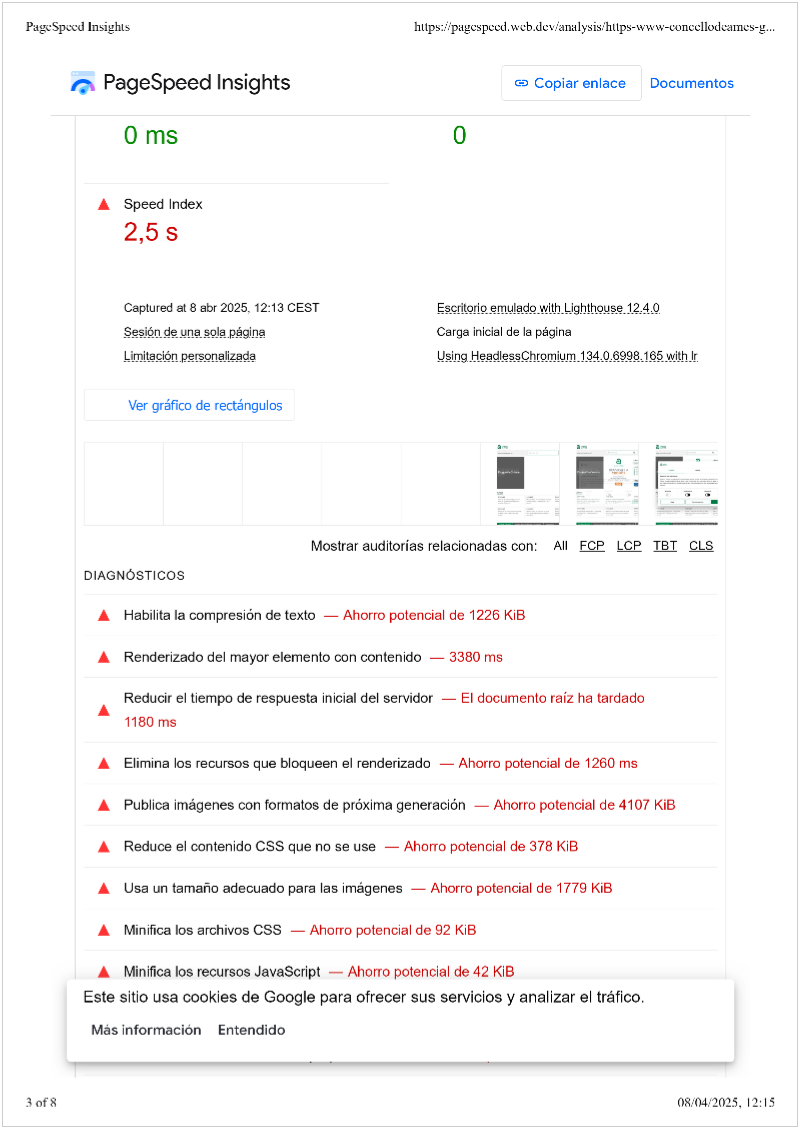 PageSpeed Insights
https://pagespeed.web.dev/analysis/https-www-concellodeames-g...
PageSpeed Insights
Copiar enlace
Documentos
0 ms
0
Speed Index
2,5 s
Captured at 8 abr 2025, 12:13 CEST
Escritorio emulado with Lighthouse 12.4.0
Sesión de una sola página
Carga inicial de la página
Limitación personalizada
Using HeadlessChromium 134.0.6998.165 with lr
Ver gráfico de rectángulos
Mostrar auditorías relacionadas con: All FCP LCP TBT CLS
DIAGNÓSTICOS
Habilita la compresión de texto — Ahorro potencial de 1226 KiB
Renderizado del mayor elemento con contenido — 3380 ms
Reducir el tiempo de respuesta inicial del servidor — El documento raíz ha tardado
1180 ms
Elimina los recursos que bloqueen el renderizado — Ahorro potencial de 1260 ms
Publica imágenes con formatos de próxima generación — Ahorro potencial de 4107 KiB
Reduce el contenido CSS que no se use — Ahorro potencial de 378 KiB
Usa un tamaño adecuado para las imágenes — Ahorro potencial de 1779 KiB
Minifica los archivos CSS — Ahorro potencial de 92 KiB
Minifica los recursos JavaScript — Ahorro potencial de 42 KiB
Este sitio usa cookies de Google para ofrecer sus servicios y analizar el tráfico.
Más información Entendido
3 of 8
08/04/2025, 12:15